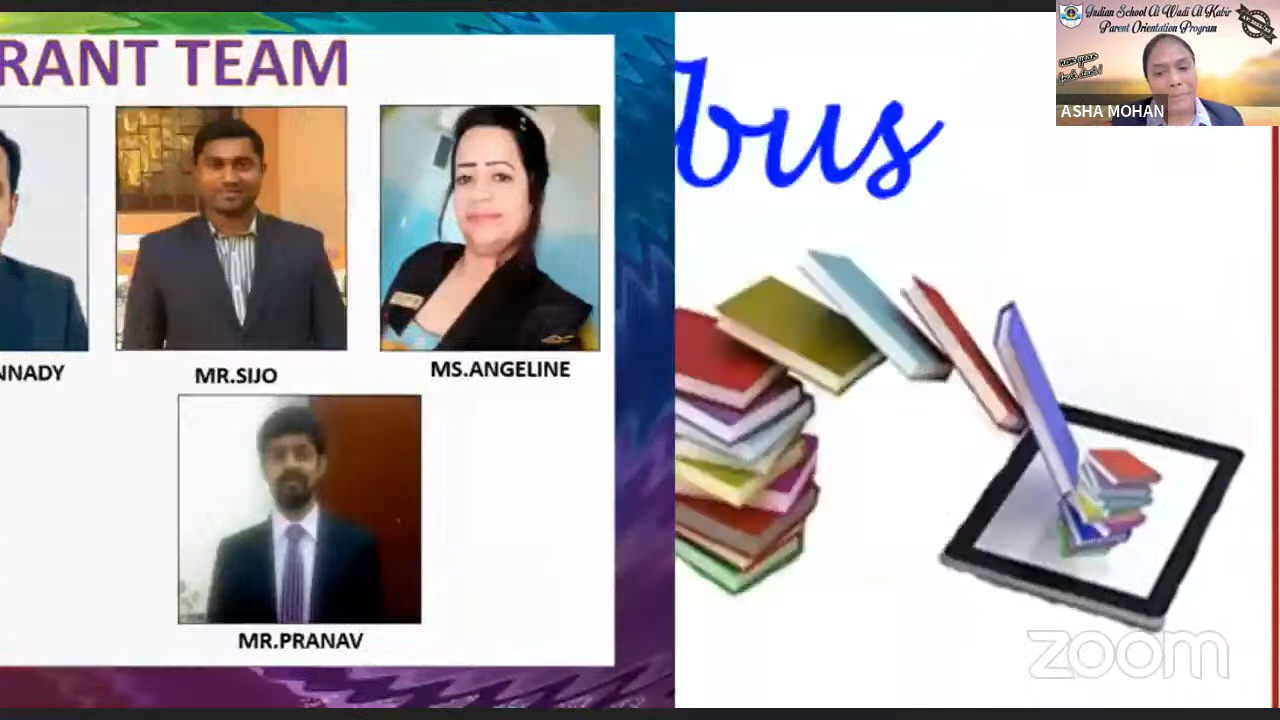 RANT TEAM
NNADY
MR.SIJO
MS.ANGELINE
MR.PRANAV
bus
Indian School Al Wadi Al Kabir
Parent Orientation Program
ASHA MOHAN
zoom